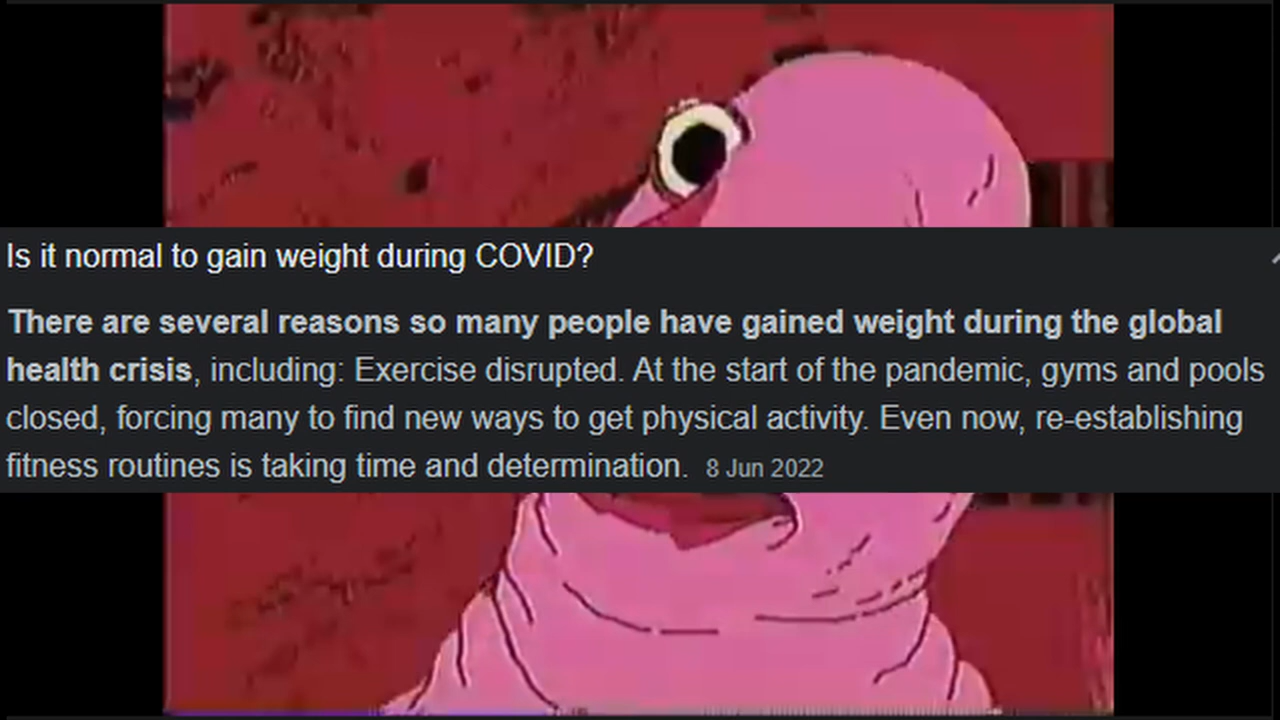 Is it normal to gain weight during COVID?
There are several reasons so many people have gained weight during the global
health crisis, including: Exercise disrupted. At the start of the pandemic, gyms and pools
closed, forcing many to find new ways to get physical activity. Even now, re-establishing
fitness routines is taking time and determination. 8 Jun 2022